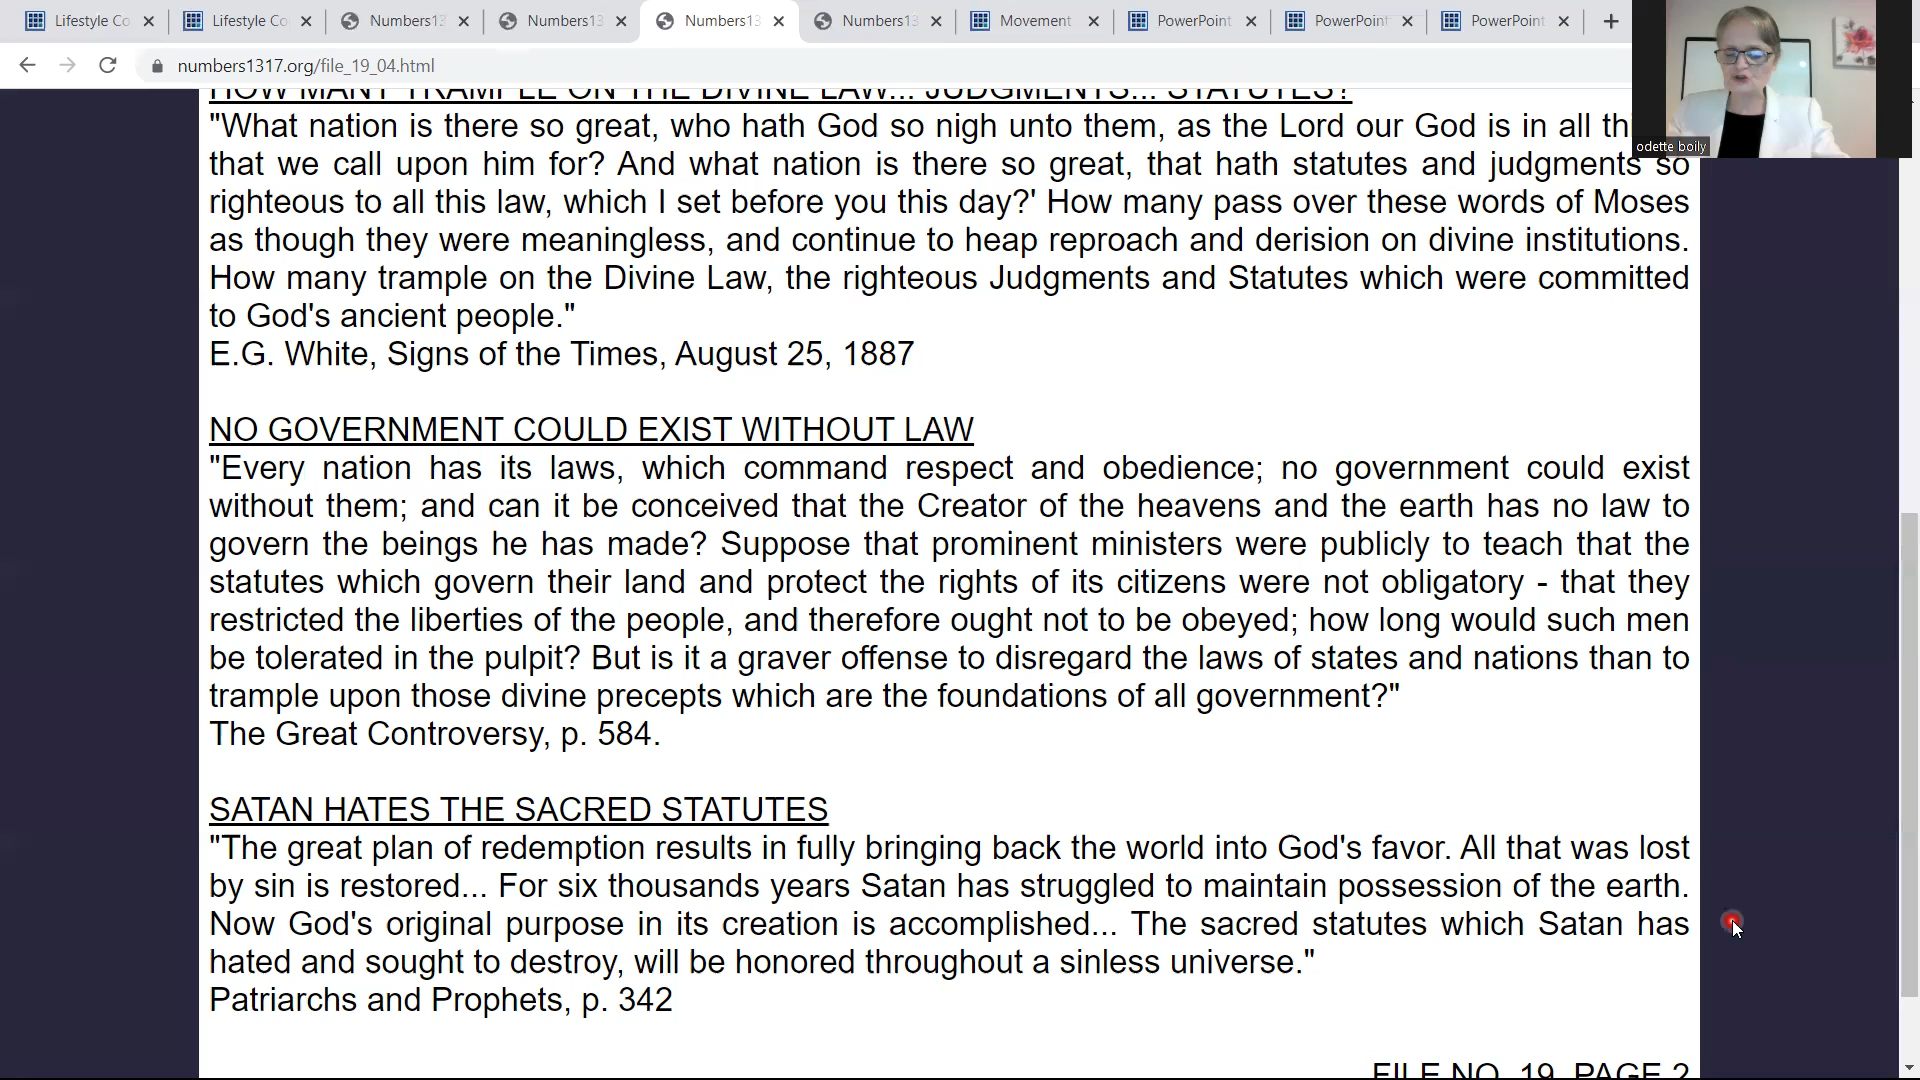 Lifestyle Co
Lifestyle Co
Numbers13
Numbers13
Numbers13
Numbers13
Movement
PowerPoint
PowerPoint
PowerPoint
numbers1317.org/file_19_04.html
odette boily
HOW MANY TRAMPLE ON THE DIVINE LAW... JUDGMENTS... STATUTES?
"What nation is there so great, who hath God so nigh unto them, as the Lord our God is in all
that we call upon him for? And what nation is there so great, that hath statutes and judgments so
righteous to all this law, which I set before you this day?' How many pass over these words of Moses
as though they were meaningless, and continue to heap reproach and derision on divine institutions.
How many trample on the Divine Law, the righteous Judgments and Statutes which were committed
to God's ancient people."
E.G. White, Signs of the Times, August 25, 1887
NO GOVERNMENT COULD EXIST WITHOUT LAW
"Every nation has its laws, which command respect and obedience; no government could exist
without them; and can it be conceived that the Creator of the heavens and the earth has no law to
govern the beings he has made? Suppose that prominent ministers were publicly to teach that the
statutes which govern their land and protect the rights of its citizens were not obligatory - that they
restricted the liberties of the people, and therefore ought not to be obeyed; how long would such men
be tolerated in the pulpit? But is it a graver offense to disregard the laws of states and nations than to
trample upon those divine precepts which are the foundations of all government?"
The Great Controversy, p. 584.
SATAN HATES THE SACRED STATUTES
"The great plan of redemption results in fully bringing back the world into God's favor. All that was lost
by sin is restored... For six thousands years Satan has struggled to maintain possession of the earth.
Now God's original purpose in its creation is accomplished... The sacred statutes which Satan has
hated and sought to destroy, will be honored throughout a sinless universe."
Patriarchs and Prophets, p. 342
FILE NO. 19, PAGE 2